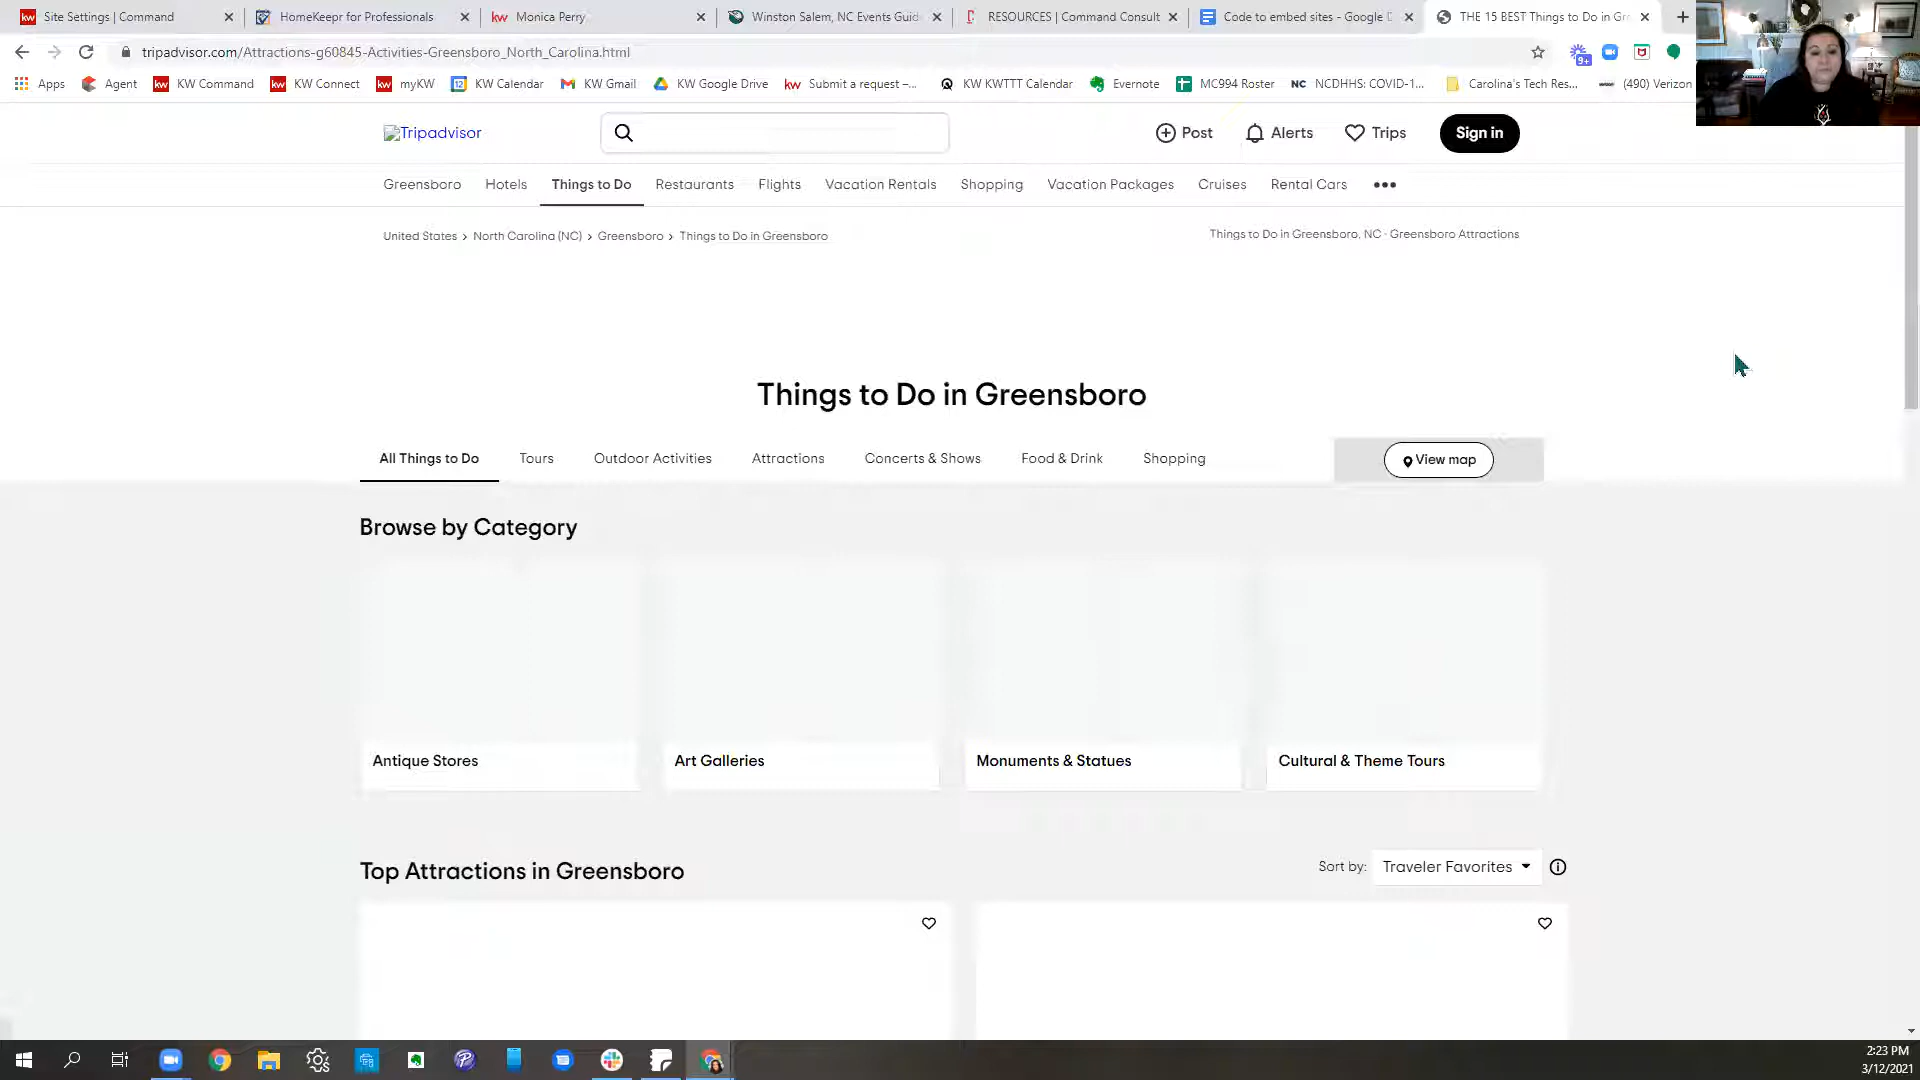 Site Settings | Command
HomeKeepr for Professionals
Monica Perry
Winston Salem, NC Events Guid
RESOURCES | Command Consult
Code to embed sites - Google D
THE 15 BEST Things to Do in Gre
tripadvisor.com/Attractions-g60845-Activities-Greensboro_North_Carolina.html
9+
Apps
Agent
KW Command
KW Connect
myKW
KW Calendar
KW Gmail
KW Google Drive
Submit a request –...
KW KWTTT Calendar
Evernote
MC994 Roster
NCDHHS: COVID-1...
Carolina's Tech Res...
(490) Verizon
Tripadvisor
Post
Alerts
Trips
Sign in
Greensboro
Hotels
Things to Do
Restaurants
Flights
Vacation Rentals
Shopping
Vacation Packages
Cruises
Rental Cars
United States > North Carolina (NC) > Greensboro > Things to Do in Greensboro
Things to Do in Greensboro, NC - Greensboro Attractions
Things to Do in Greensboro
All Things to Do
Tours
Outdoor Activities
Attractions
Concerts & Shows
Food & Drink
Shopping
View map
Browse by Category
Antique Stores
Art Galleries
Monuments & Statues
Cultural & Theme Tours
Top Attractions in Greensboro
Sort by: Traveler Favorites
2:23 PM
3/12/2021